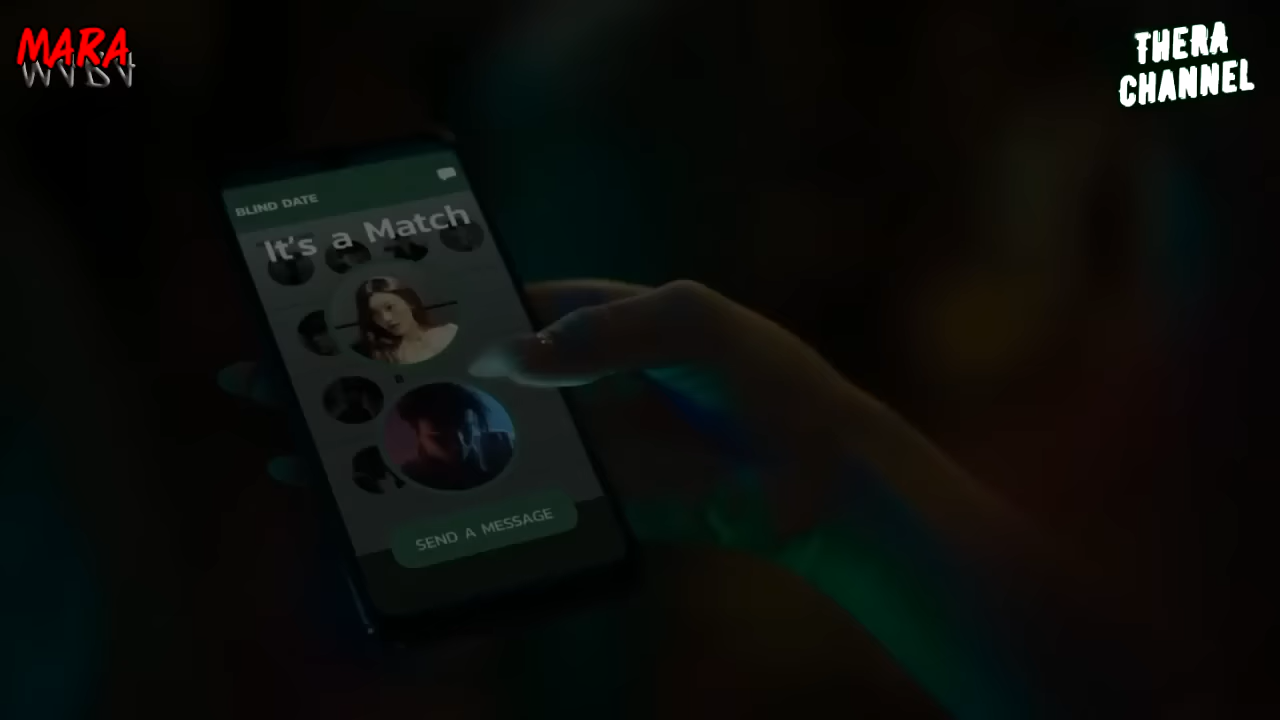 MARA
THERA
CHANNEL
BLIND DATE
It's a Match
SEND A MESSAGE